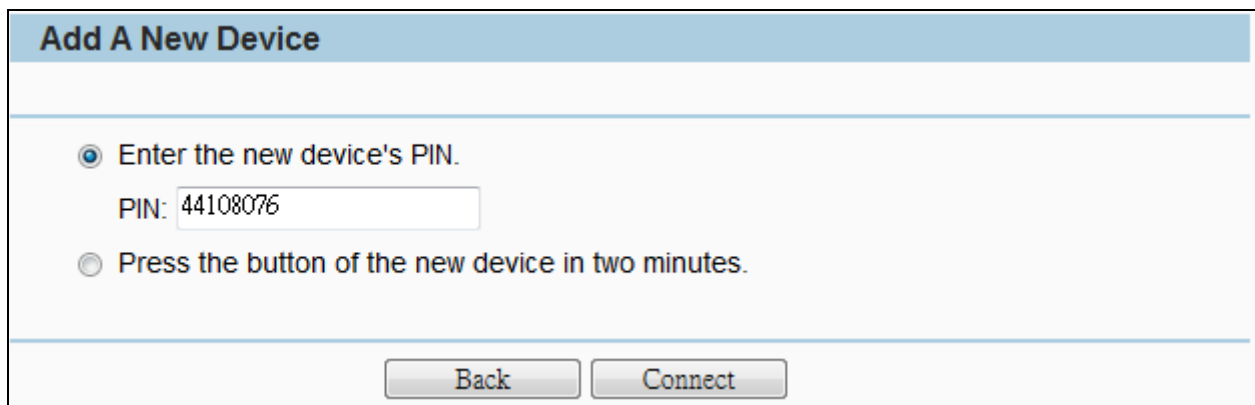 Add A New Device
Enter the new device's PIN.
PIN: 44108076
Press the button of the new device in two minutes.
Back Connect